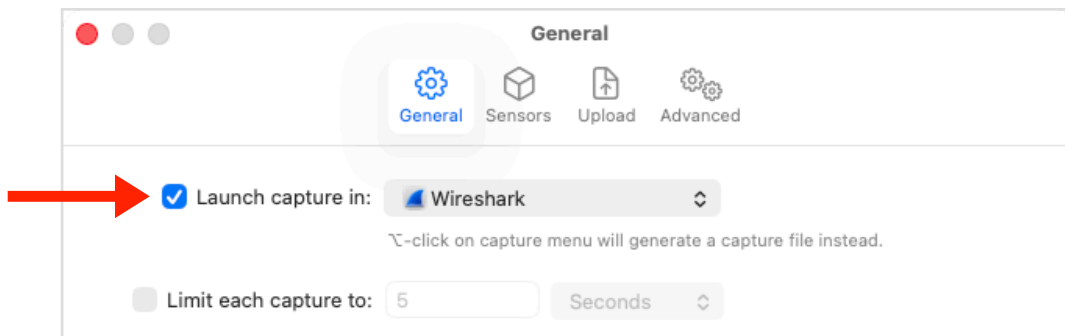 General
General Sensors Upload Advanced
Launch capture in: Wireshark
⌥-click on capture menu will generate a capture file instead.
Limit each capture to: 5 Seconds